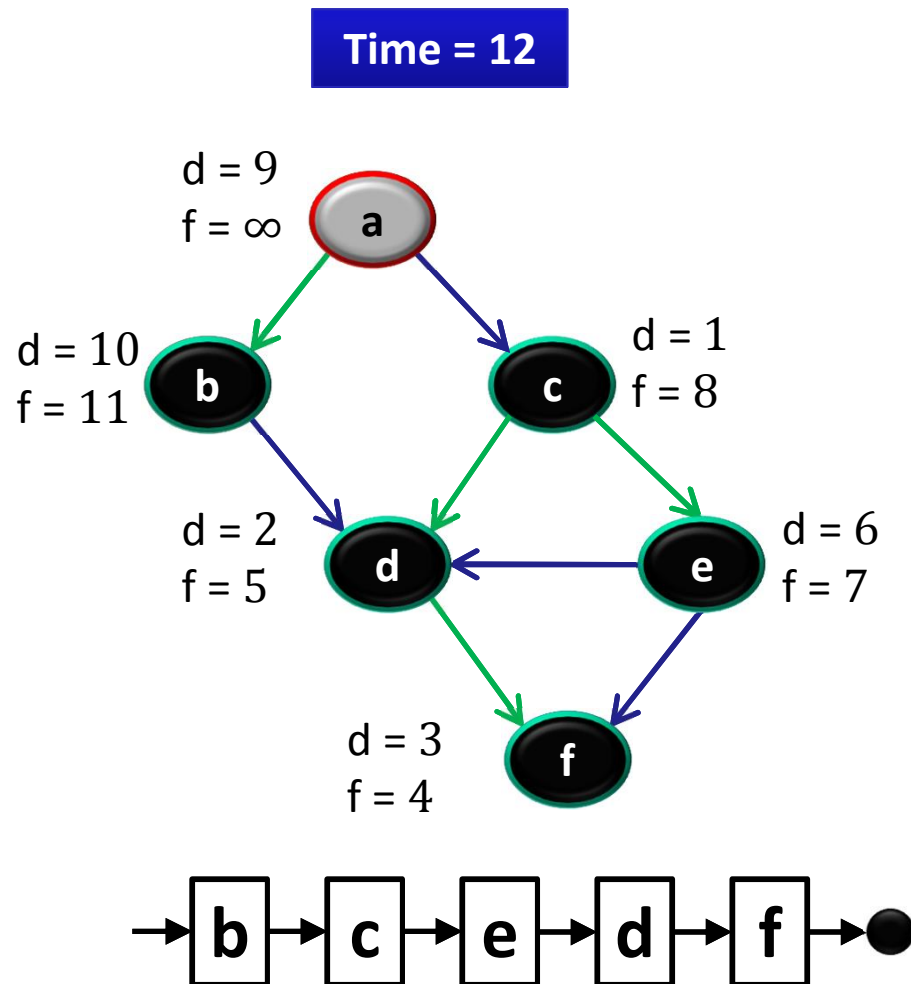 Time = 12
d = 9
f = ∞
a
d = 10
f = 11
b
c
d = 1
f = 8
d = 2
f = 5
d
e
d = 6
f = 7
d = 3
f = 4
f
b c e d f